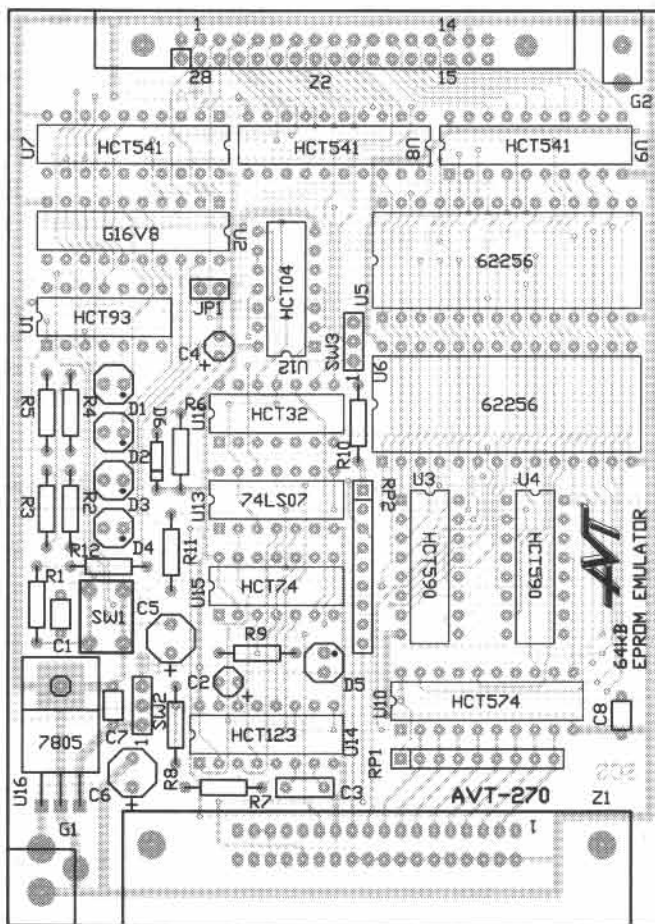 1
14
28
Z2
15
G2
U7
HCT541
HCT541
U8
HCT541
U9
G16V8
U2
HCT04
U12
U5
62256
JP1
U1
HCT93
C4
+
SW3
1
U6
62256
R5
R4
D1
D2
D6
R6
U16
HCT32
R10
R3
R2
D3
D4
U13
74LS07
RP2
U3
U4
HCT590
HCT590
R12
R11
U15
HCT74
AVT
64kB
EPROM EMULATOR
R1
C1
SW1
C5
+
R9
C2
+
D5
U10
HCT574
C8
7805
C7
SW2
1
R8
HCT123
U14
RP1
U16
G1
C6
+
R7
C3
AVT-270
Z1
1